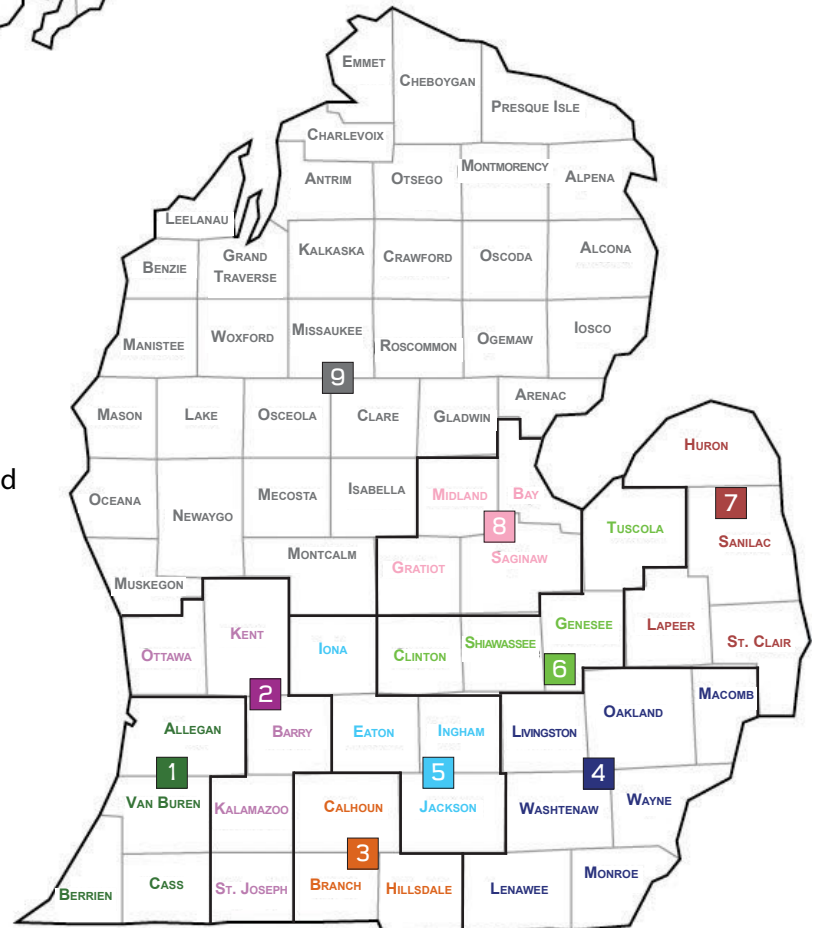 EMMET
CHEBOYGAN
PRESQUE ISLE
CHARLEVOIX
ANTRIM
OTSEGO
MONTMORENCY
ALPENA
LEELANAU
BENZIE
GRAND
TRAVERSE
KALKASKA
CRAWFORD
OSCODA
ALCONA
MANISTEE
WOXFORD
MISSAUKEE
ROSCOMMON
OGEMAW
IOSCO
9
MASON
LAKE
OSCEOLA
CLARE
GLADWIN
ARENAC
HURON
d
OCEANA
NEWAYGO
MECOSTA
ISABELLA
MIDLAND
BAY
7
8
TUSCOLA
SANILAC
MONTCALM
GRATIOT
SAGINAW
MUSKEGON
OTTAWA
KENT
IONA
CLINTON
SHIAWASSEE
GENESEE
LAPEER
ST. CLAIR
6
2
MACOMB
ALLEGAN
BARRY
EATON
INGHAM
LIVINGSTON
OAKLAND
1
5
4
VAN BUREN
KALAMAZOO
CALHOUN
JACKSON
WASHTENAW
WAYNE
3
BERRIEN
CASS
ST. JOSEPH
BRANCH
HILLSDALE
LENAWEE
MONROE